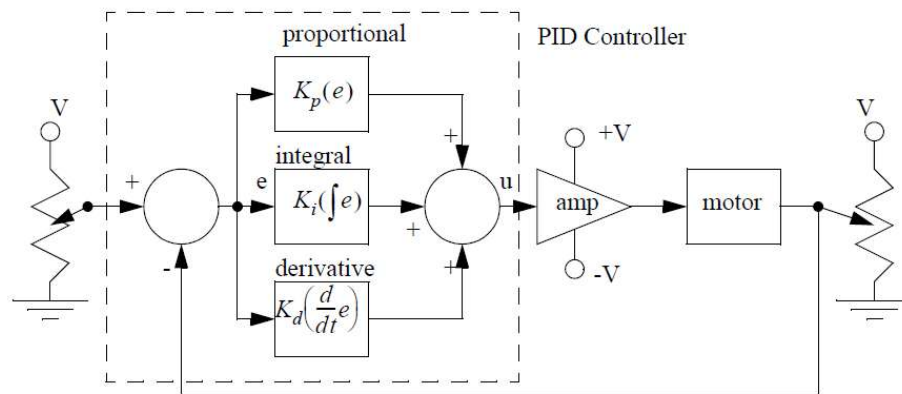 proportional
PID Controller
K_p(e)
V
V
+
+V
integral
+
e
K_i(∫e)
u
amp
motor
+
-
derivative
+
-V
K_d(d/dt e)